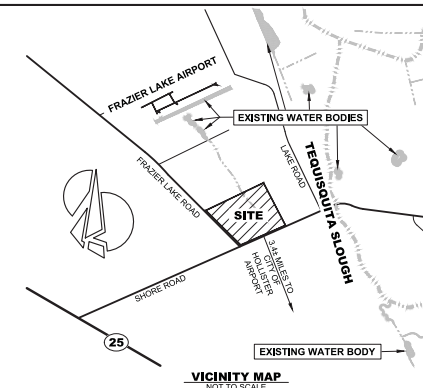 FRAZIER LAKE AIRPORT
EXISTING WATER BODIES
FRAZIER LAKE ROAD
LAKE ROAD
TEQUISQUITA SLOUGH
SITE
3.4± MILES TO
CITY OF
HOLLISTER
AIRPORT
SHORE ROAD
25
EXISTING WATER BODY
VICINITY MAP
NOT TO SCALE